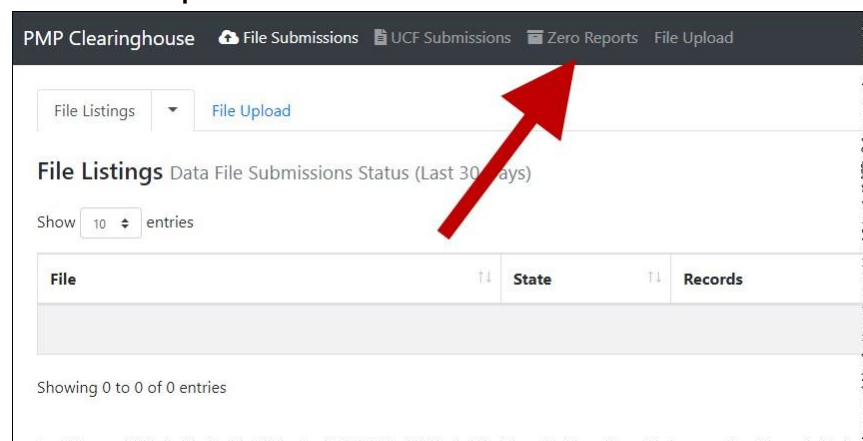 PMP Clearinghouse File Submissions UCF Submissions Zero Reports File Upload
File Listings File Upload
File Listings Data File Submissions Status (Last 30 Days)
Show 10 entries
File State Records
Showing 0 to 0 of 0 entries